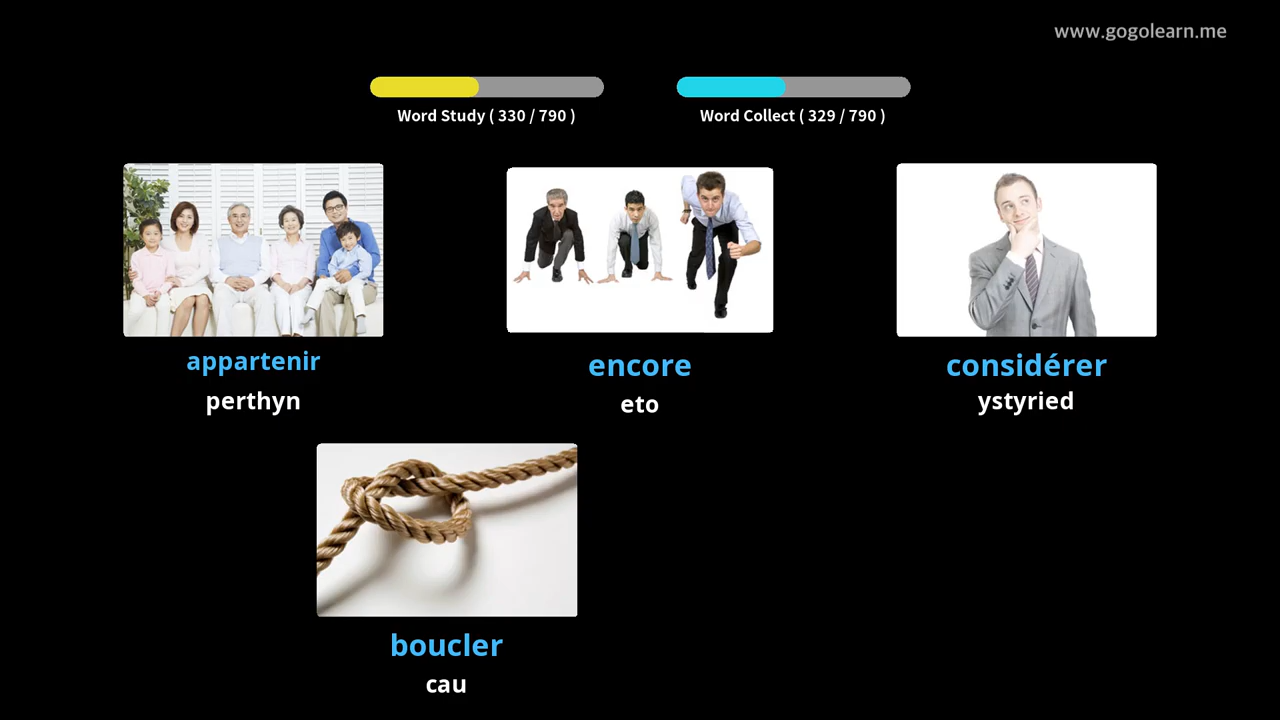 www.gogolearn.me
Word Study ( 330 / 790 )
Word Collect ( 329 / 790 )
appartenir
perthyn
encore
eto
considérer
ystyried
boucler
cau